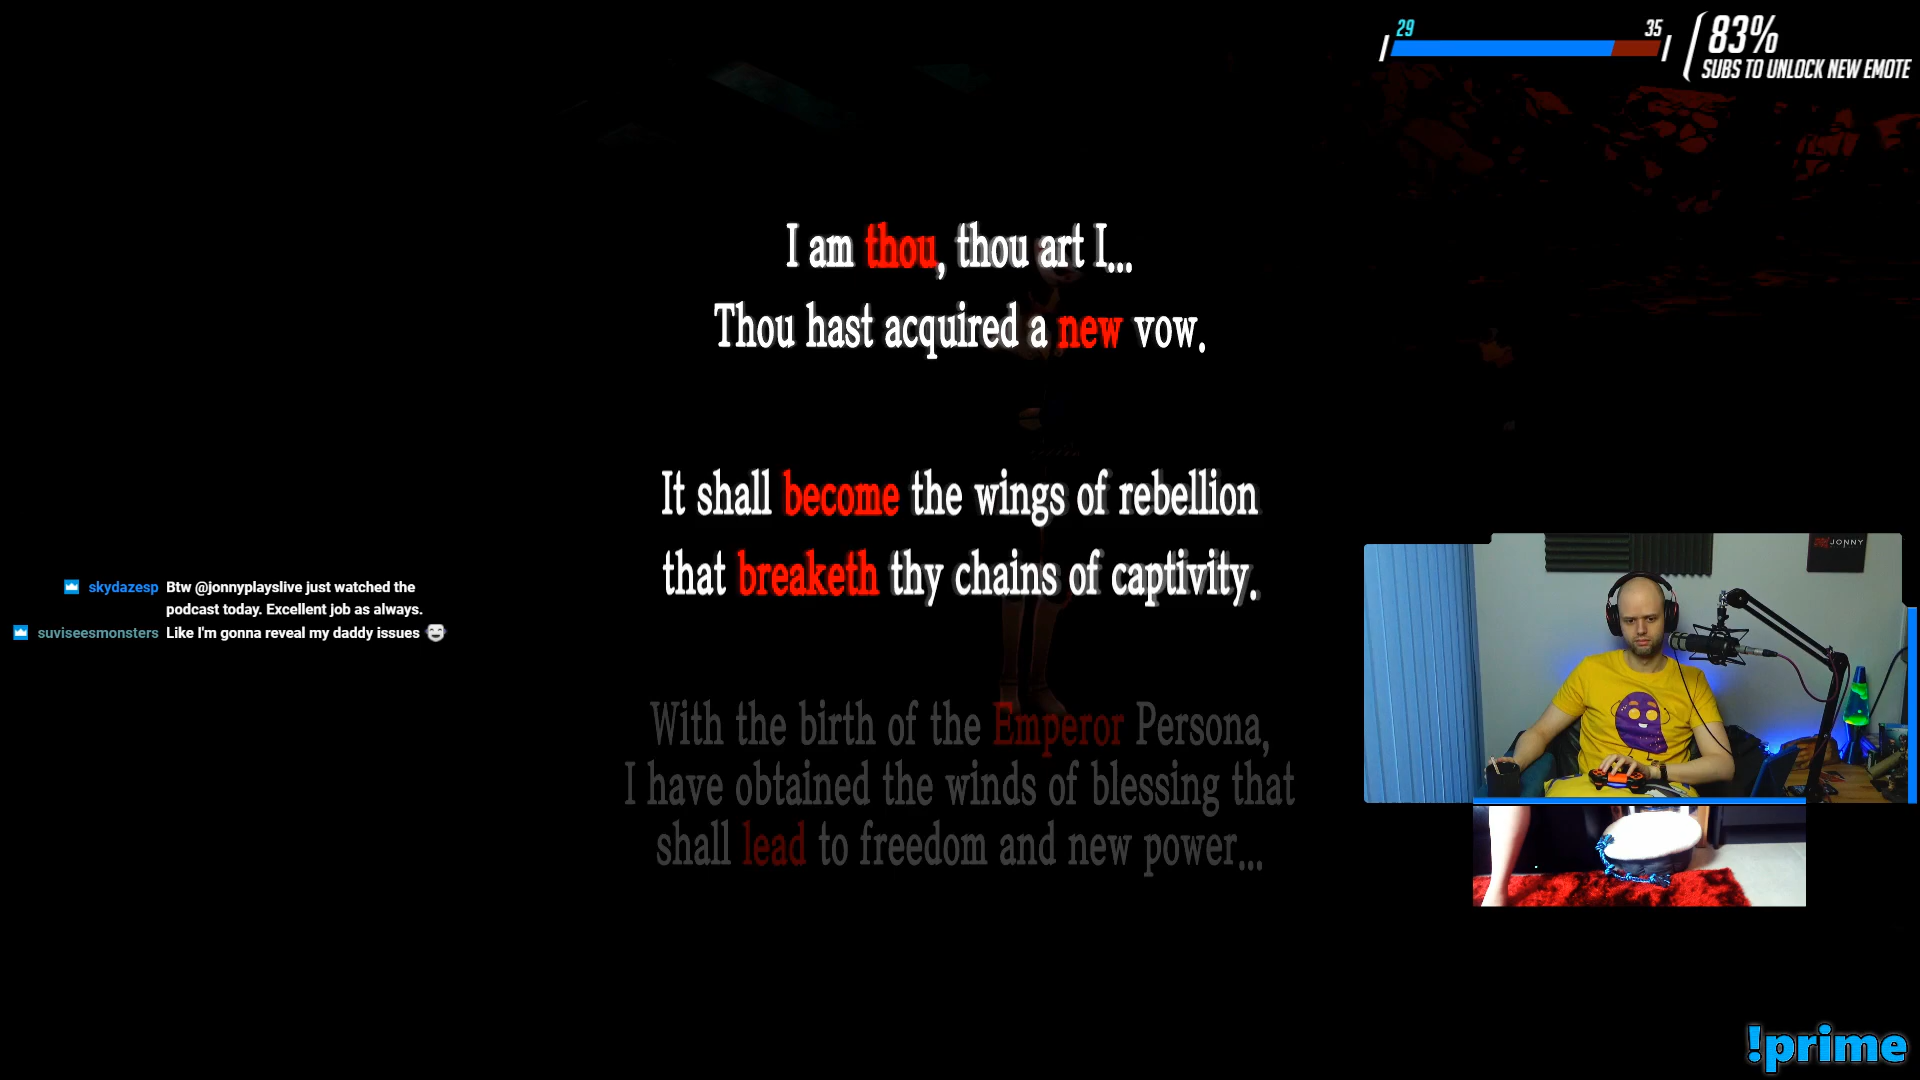 29
35
83%
SUBS TO UNLOCK NEW EMOTE
I am thou, thou art I...
Thou hast acquired a new vow.
It shall become the wings of rebellion
that breaketh thy chains of captivity.
With the birth of the Emperor Persona,
I have obtained the winds of blessing that
shall lead to freedom and new power...
skydazesp Btw @jonnyplayslive just watched the
podcast today. Excellent job as always.
suviseesmonsters Like I'm gonna reveal my daddy issues
JONNY
!prime